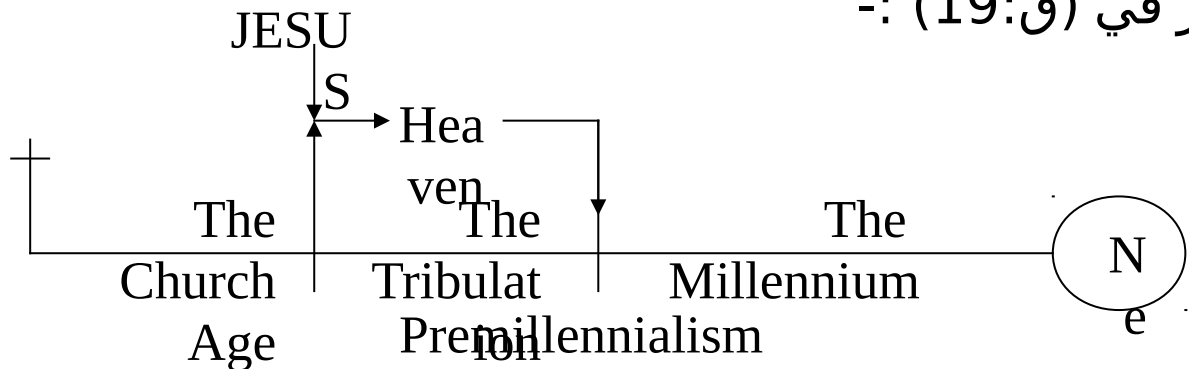 ر في (ق:19) :-
JESU
S
Hea
ven
The
Church
Age
The
Tribulat
ion
The
Millennium
N
e
Premillennialism